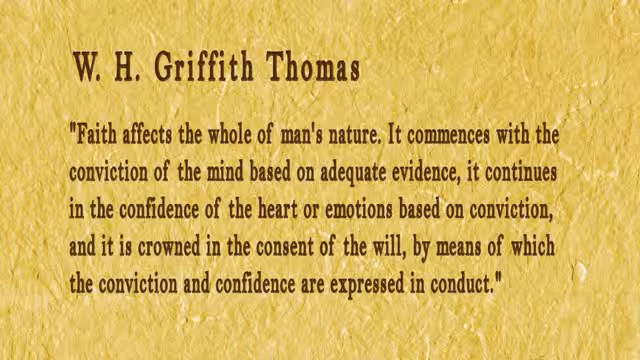 W. H. Griffith Thomas
"Faith affects the whole of man's nature. It commences with the
conviction of the mind based on adequate evidence, it continues
in the confidence of the heart or emotions based on conviction,
and it is crowned in the consent of the will, by means of which
the conviction and confidence are expressed in conduct."